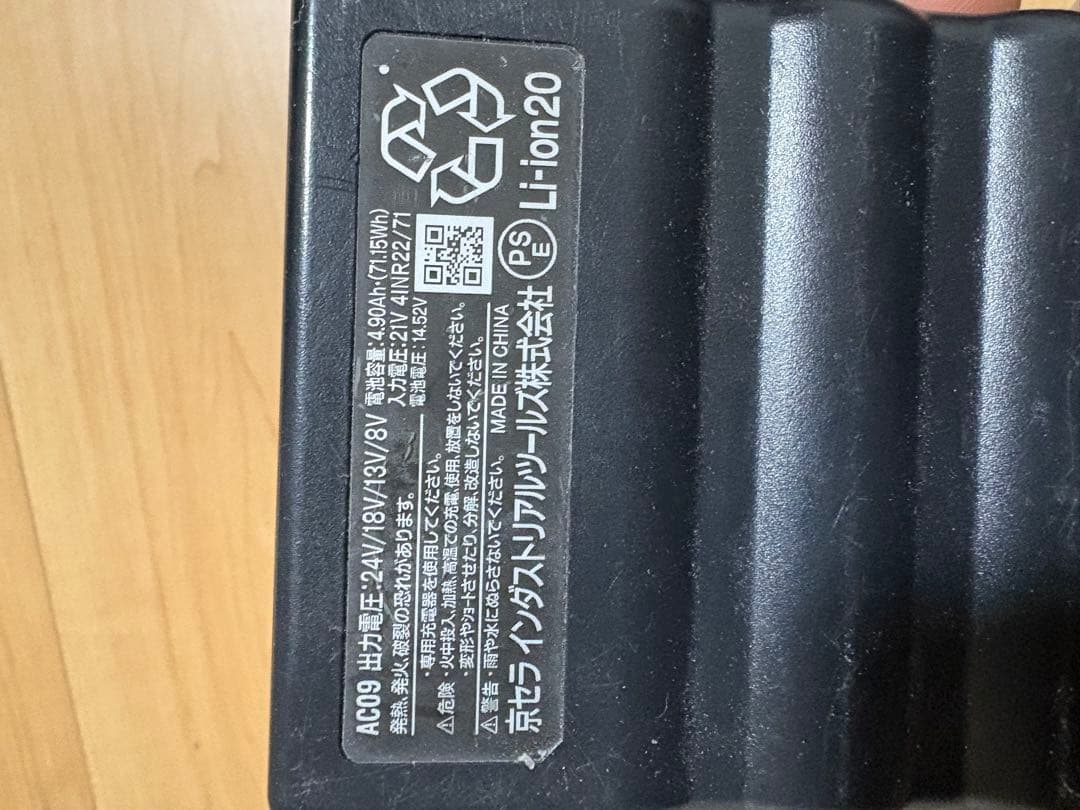 AC09 出力電圧:24V/18V/13V/8V
電池容量:4.90Ah・(71.15Wh)
入力電圧:21V 4INR22/71
電池電圧:14.52V
発熱、発火、破裂の恐れがあります。
⚠危険
・専用充電器を使用してください。
・火中投入、加熱、高温での充電、使用、放置をしないでください。
・変形やショートさせたり、分解、改造しないでください。
⚠警告・雨や水にぬらさないでください。
MADE IN CHINA
京セラ インダストリアルツールズ株式会社
PS
E
Li-ion20